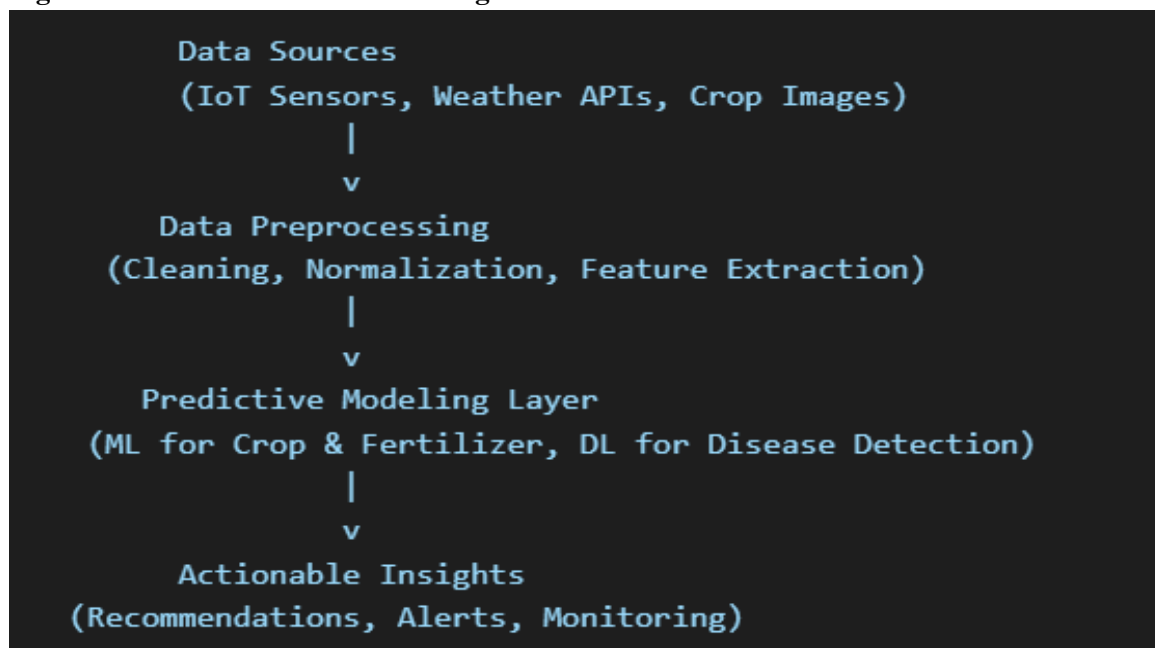 Data Sources
(IoT Sensors, Weather APIs, Crop Images)
|
v
Data Preprocessing
(Cleaning, Normalization, Feature Extraction)
|
v
Predictive Modeling Layer
(ML for Crop & Fertilizer, DL for Disease Detection)
|
v
Actionable Insights
(Recommendations, Alerts, Monitoring)